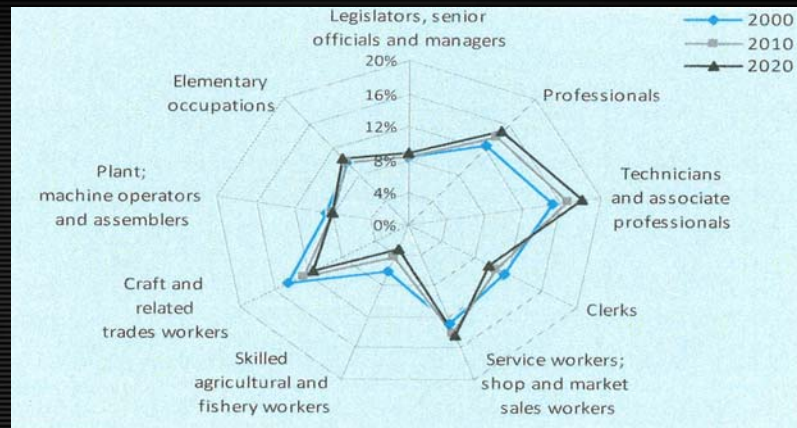 Legislators, senior
officials and managers
2000
2010
2020
20%
16%
12%
8%
4%
0%
Professionals
Technicians
and associate
professionals
Clerks
Service workers;
shop and market
sales workers
Skilled
agricultural and
fishery workers
Craft and
related
trades workers
Plant;
machine operators
and assemblers
Elementary
occupations